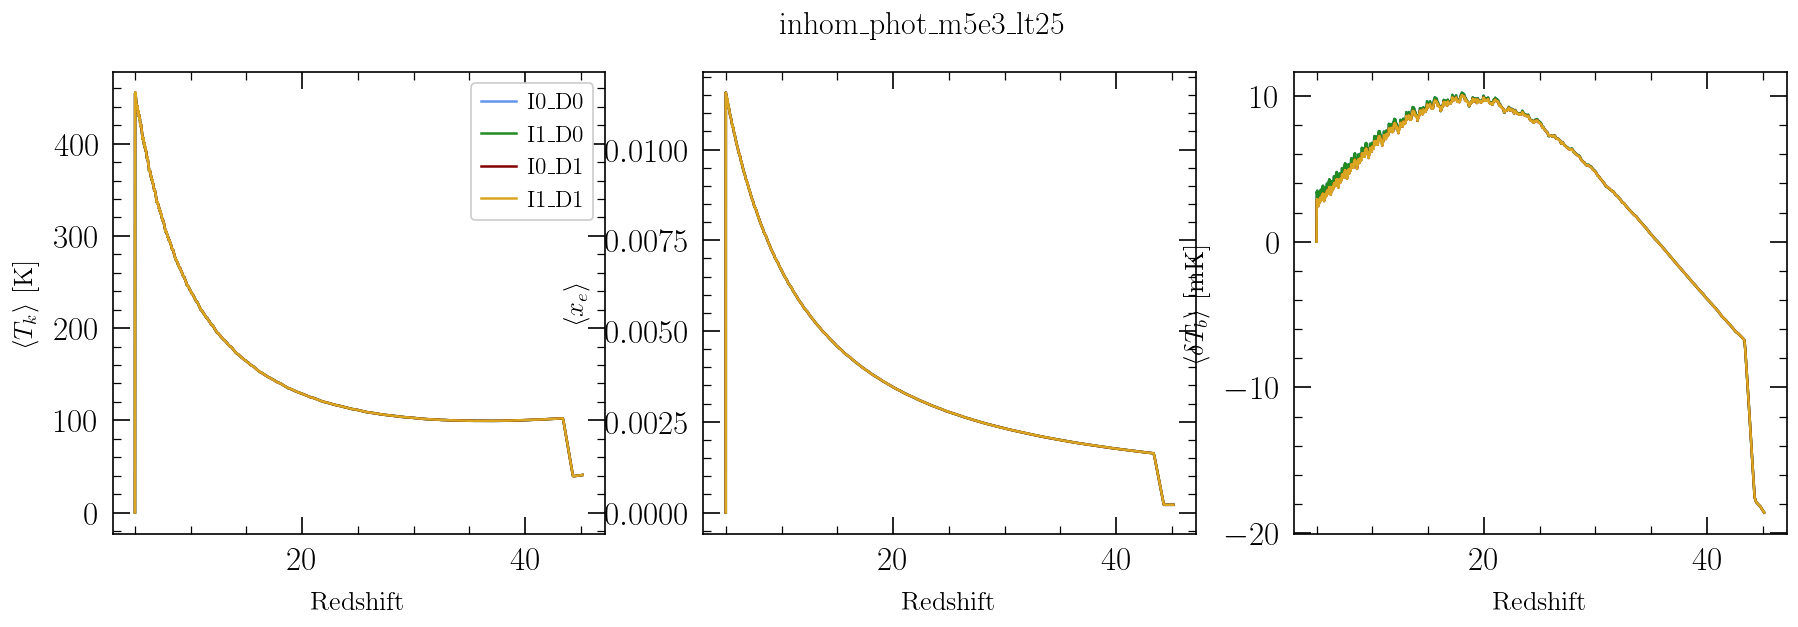 inhom_phot_m5e3_lt25
⟨T_k⟩ [K]
400
300
200
100
0
20
40
Redshift
I0_D0
I1_D0
I0_D1
I1_D1
⟨x_e⟩
0.0100
0.0075
0.0050
0.0025
0.0000
20
40
Redshift
⟨δT_b⟩ [mK]
10
0
−10
−20
20
40
Redshift